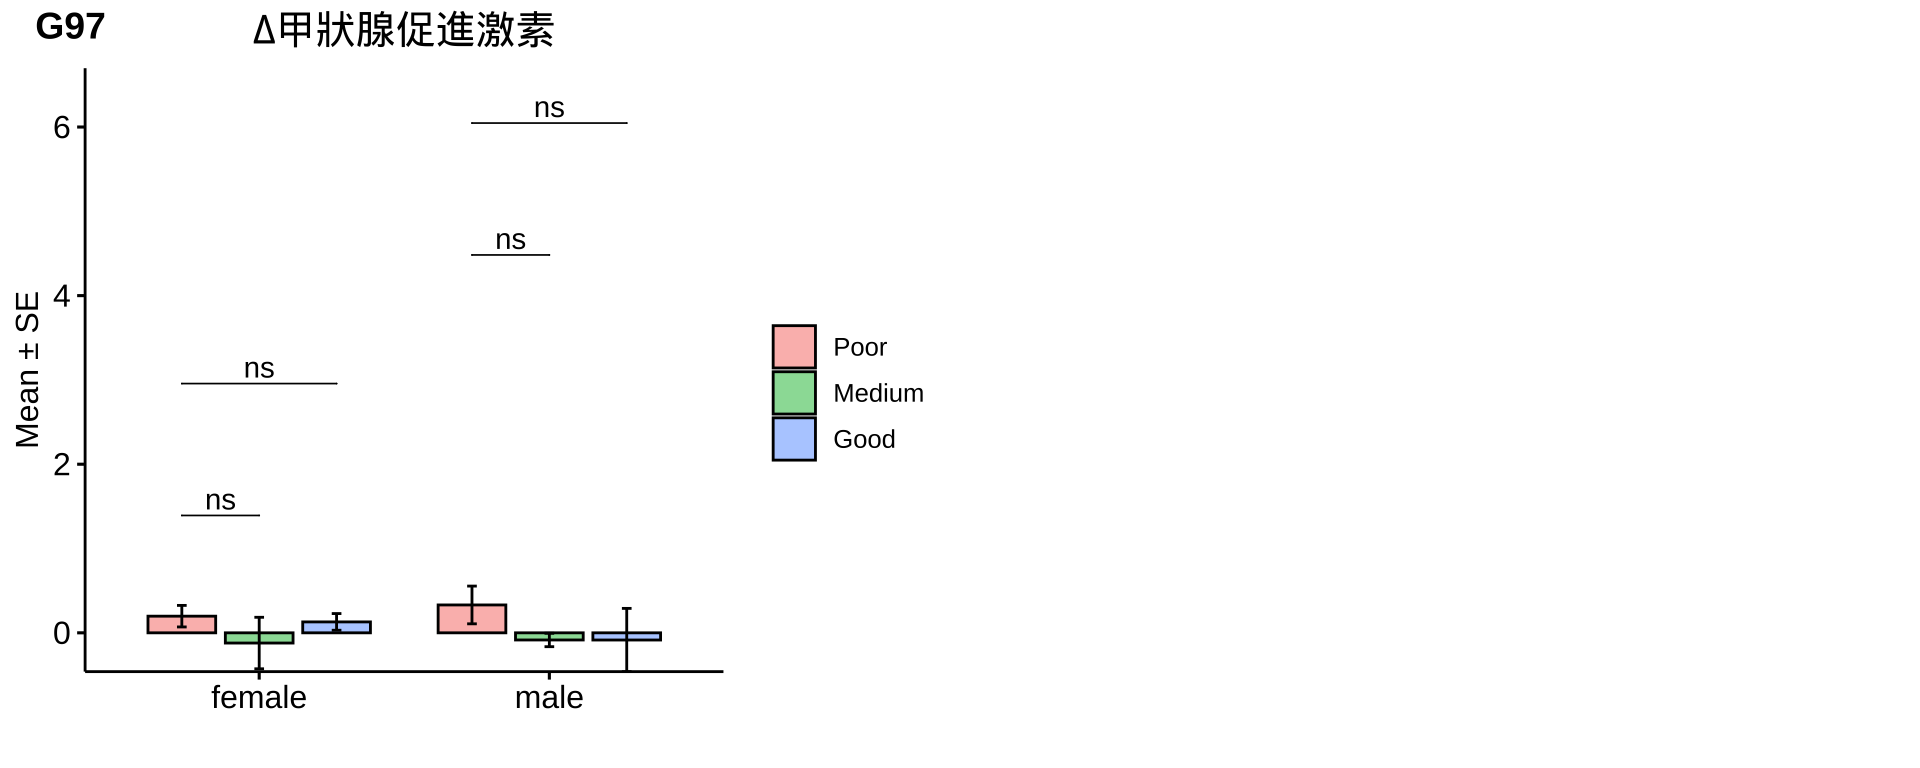 G97
Δ甲狀腺促進激素
ns
6
ns
4
Mean ± SE
Poor
ns
Medium
Good
2
ns
0
female
male